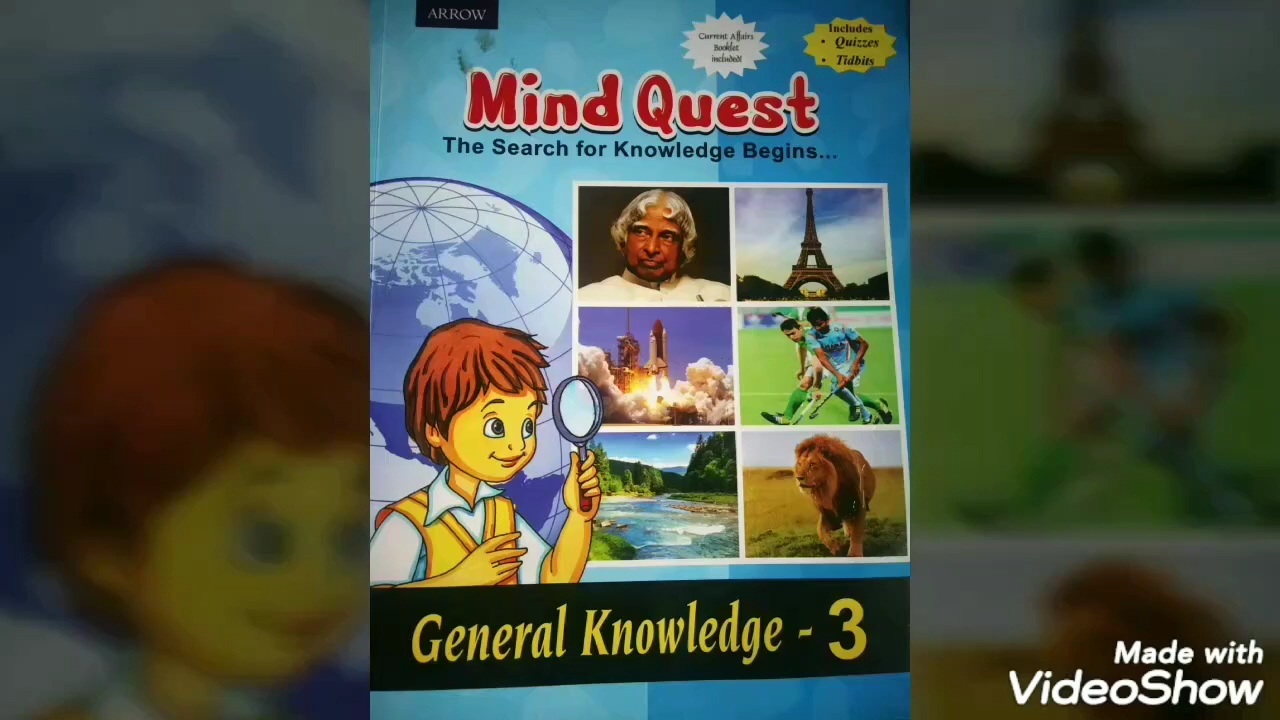 ARROW
Current Affairs
Booklet
included!
Includes
• Quizzes
• Tidbits
Mind Quest
The Search for Knowledge Begins...
General Knowledge - 3
Made with
VideoShow